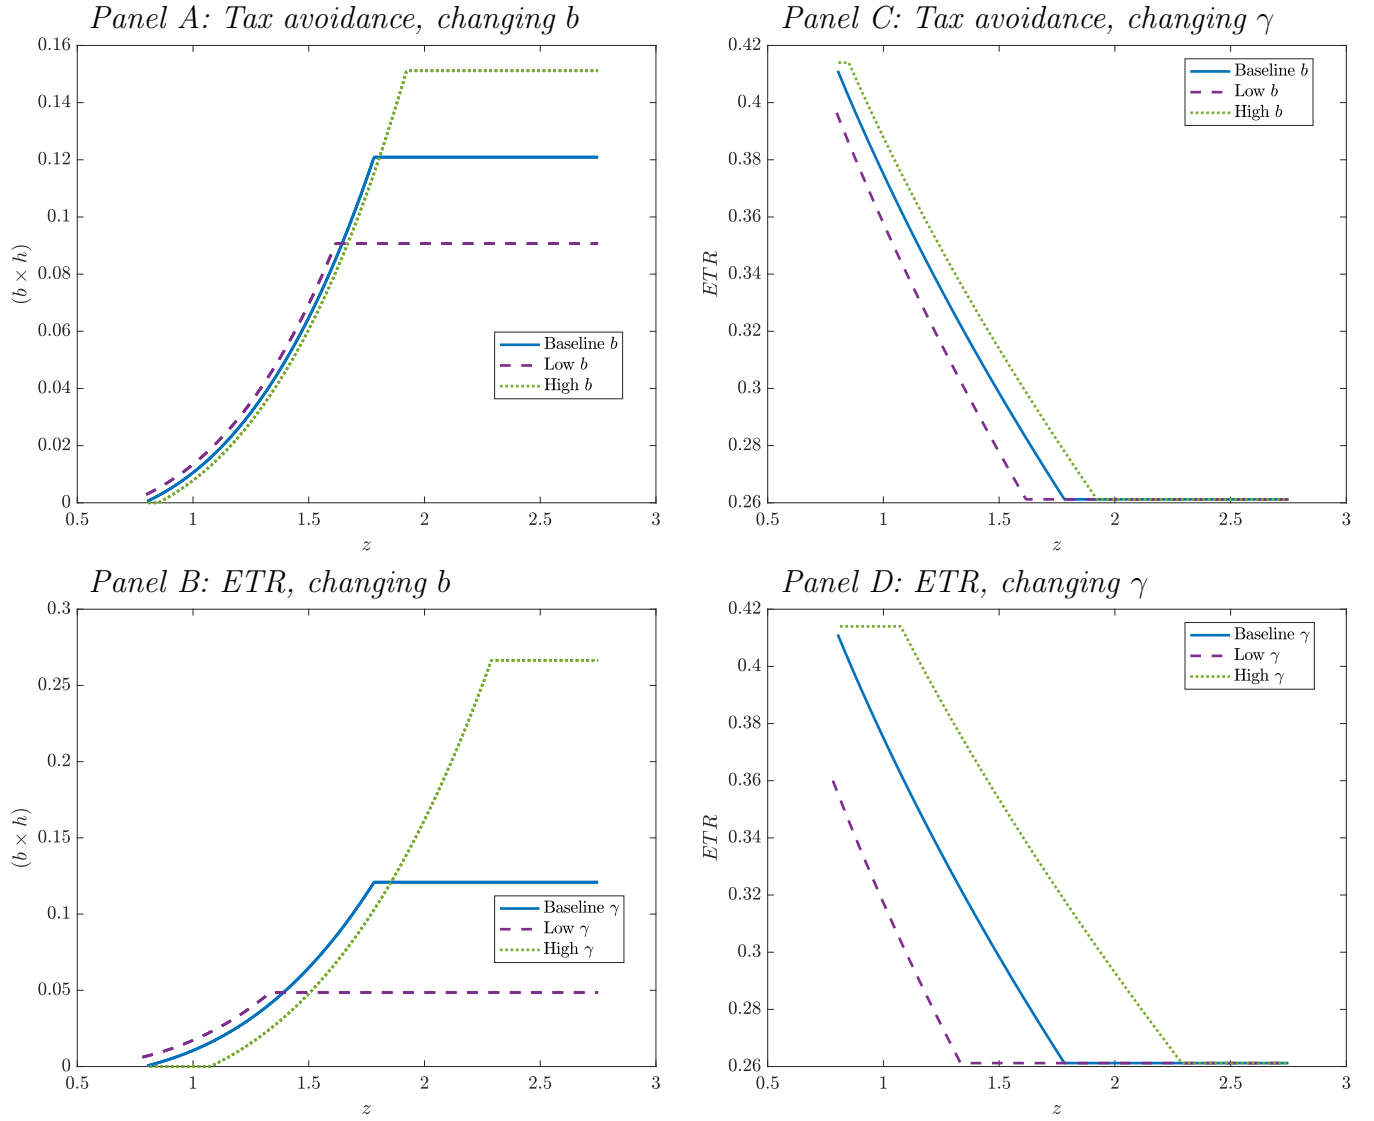 Panel A: Tax avoidance, changing b
0.16
0.14
0.12
0.1
0.08
0.06
0.04
0.02
0
(b × h)
Baseline b
Low b
High b
0.5 1 1.5 2 2.5 3
z
Panel C: Tax avoidance, changing γ
0.42
0.4
0.38
0.36
0.34
0.32
0.3
0.28
0.26
ETR
Baseline b
Low b
High b
0.5 1 1.5 2 2.5 3
z
Panel B: ETR, changing b
0.3
0.25
0.2
0.15
0.1
0.05
0
(b × h)
Baseline γ
Low γ
High γ
0.5 1 1.5 2 2.5 3
z
Panel D: ETR, changing γ
0.42
0.4
0.38
0.36
0.34
0.32
0.3
0.28
0.26
ETR
Baseline γ
Low γ
High γ
0.5 1 1.5 2 2.5 3
z